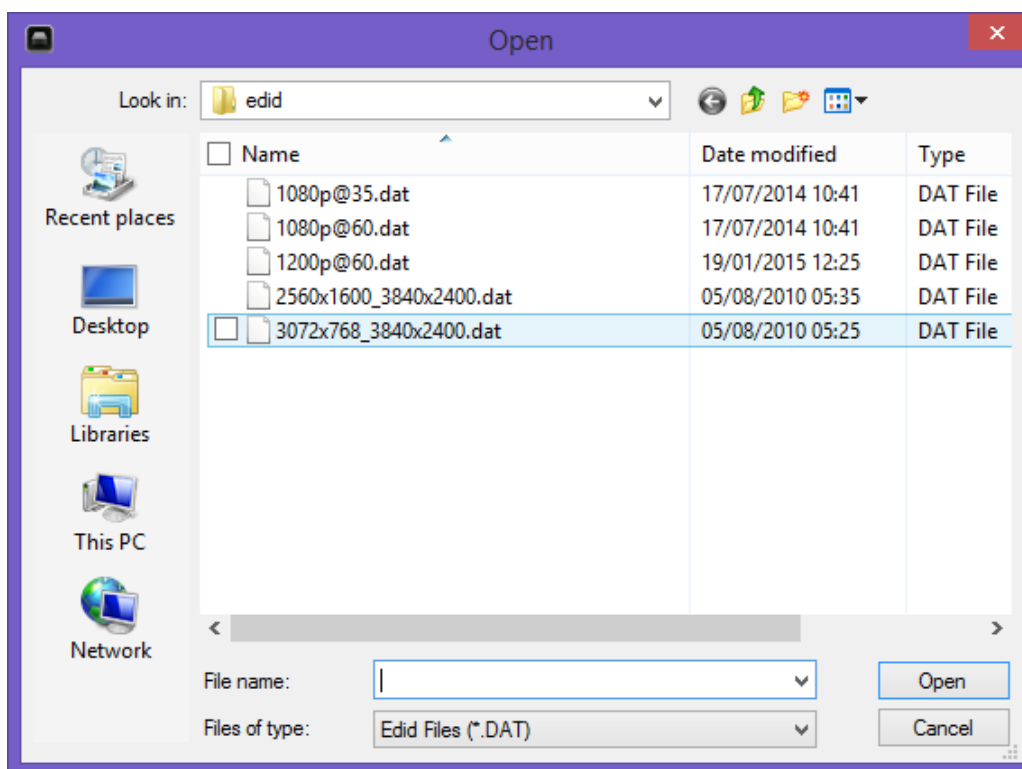 Open
Look in: edid
Name Date modified Type
1080p@35.dat 17/07/2014 10:41 DAT File
1080p@60.dat 17/07/2014 10:41 DAT File
1200p@60.dat 19/01/2015 12:25 DAT File
2560x1600_3840x2400.dat 05/08/2010 05:35 DAT File
3072x768_3840x2400.dat 05/08/2010 05:25 DAT File
Recent places
Desktop
Libraries
This PC
Network
File name: Open
Files of type: Edid Files (*.DAT) Cancel